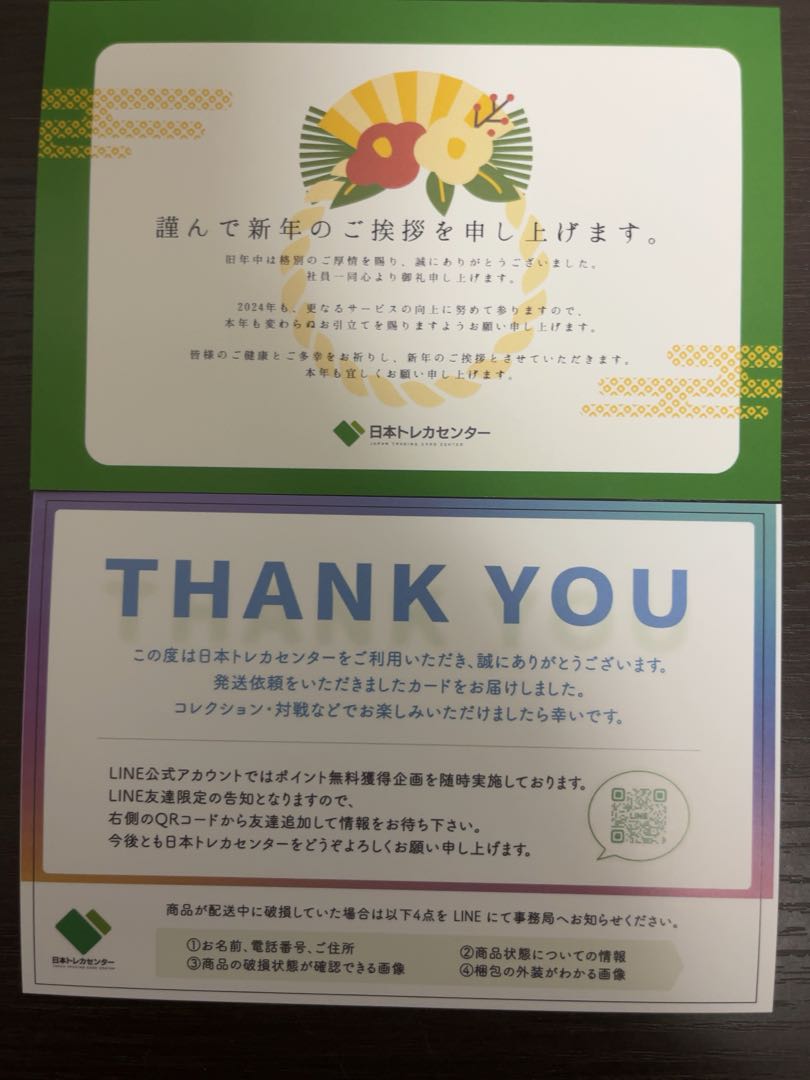 謹んで新年のご挨拶を申し上げます。
旧年中は格別のご厚情を賜り、誠にありがとうございました。
社員一同心より御礼申し上げます。
2024年も、更なるサービスの向上に努めて参りますので、
本年も変わらぬお引立てを賜りますようお願い申し上げます。
皆様のご健康とご多幸をお祈りし、新年のご挨拶とさせていただきます。
本年も宜しくお願い申し上げます。
日本トレカセンター
JAPAN TRADING CARD CENTER
THANK YOU
この度は日本トレカセンターをご利用いただき、誠にありがとうございます。
発送依頼をいただきましたカードをお届けしました。
コレクション・対戦などでお楽しみいただけましたら幸いです。
LINE公式アカウントではポイント無料獲得企画を随時実施しております。
LINE友達限定の告知となりますので、
右側のQRコードから友達追加して情報をお待ち下さい。
今後とも日本トレカセンターをどうぞよろしくお願い申し上げます。
LINE
商品が配送中に破損していた場合は以下4点を LINE にて事務局へお知らせください。
①お名前、電話番号、ご住所
②商品状態についての情報
③商品の破損状態が確認できる画像
④梱包の外装がわかる画像
日本トレカセンター
JAPAN TRADING CARD CENTER